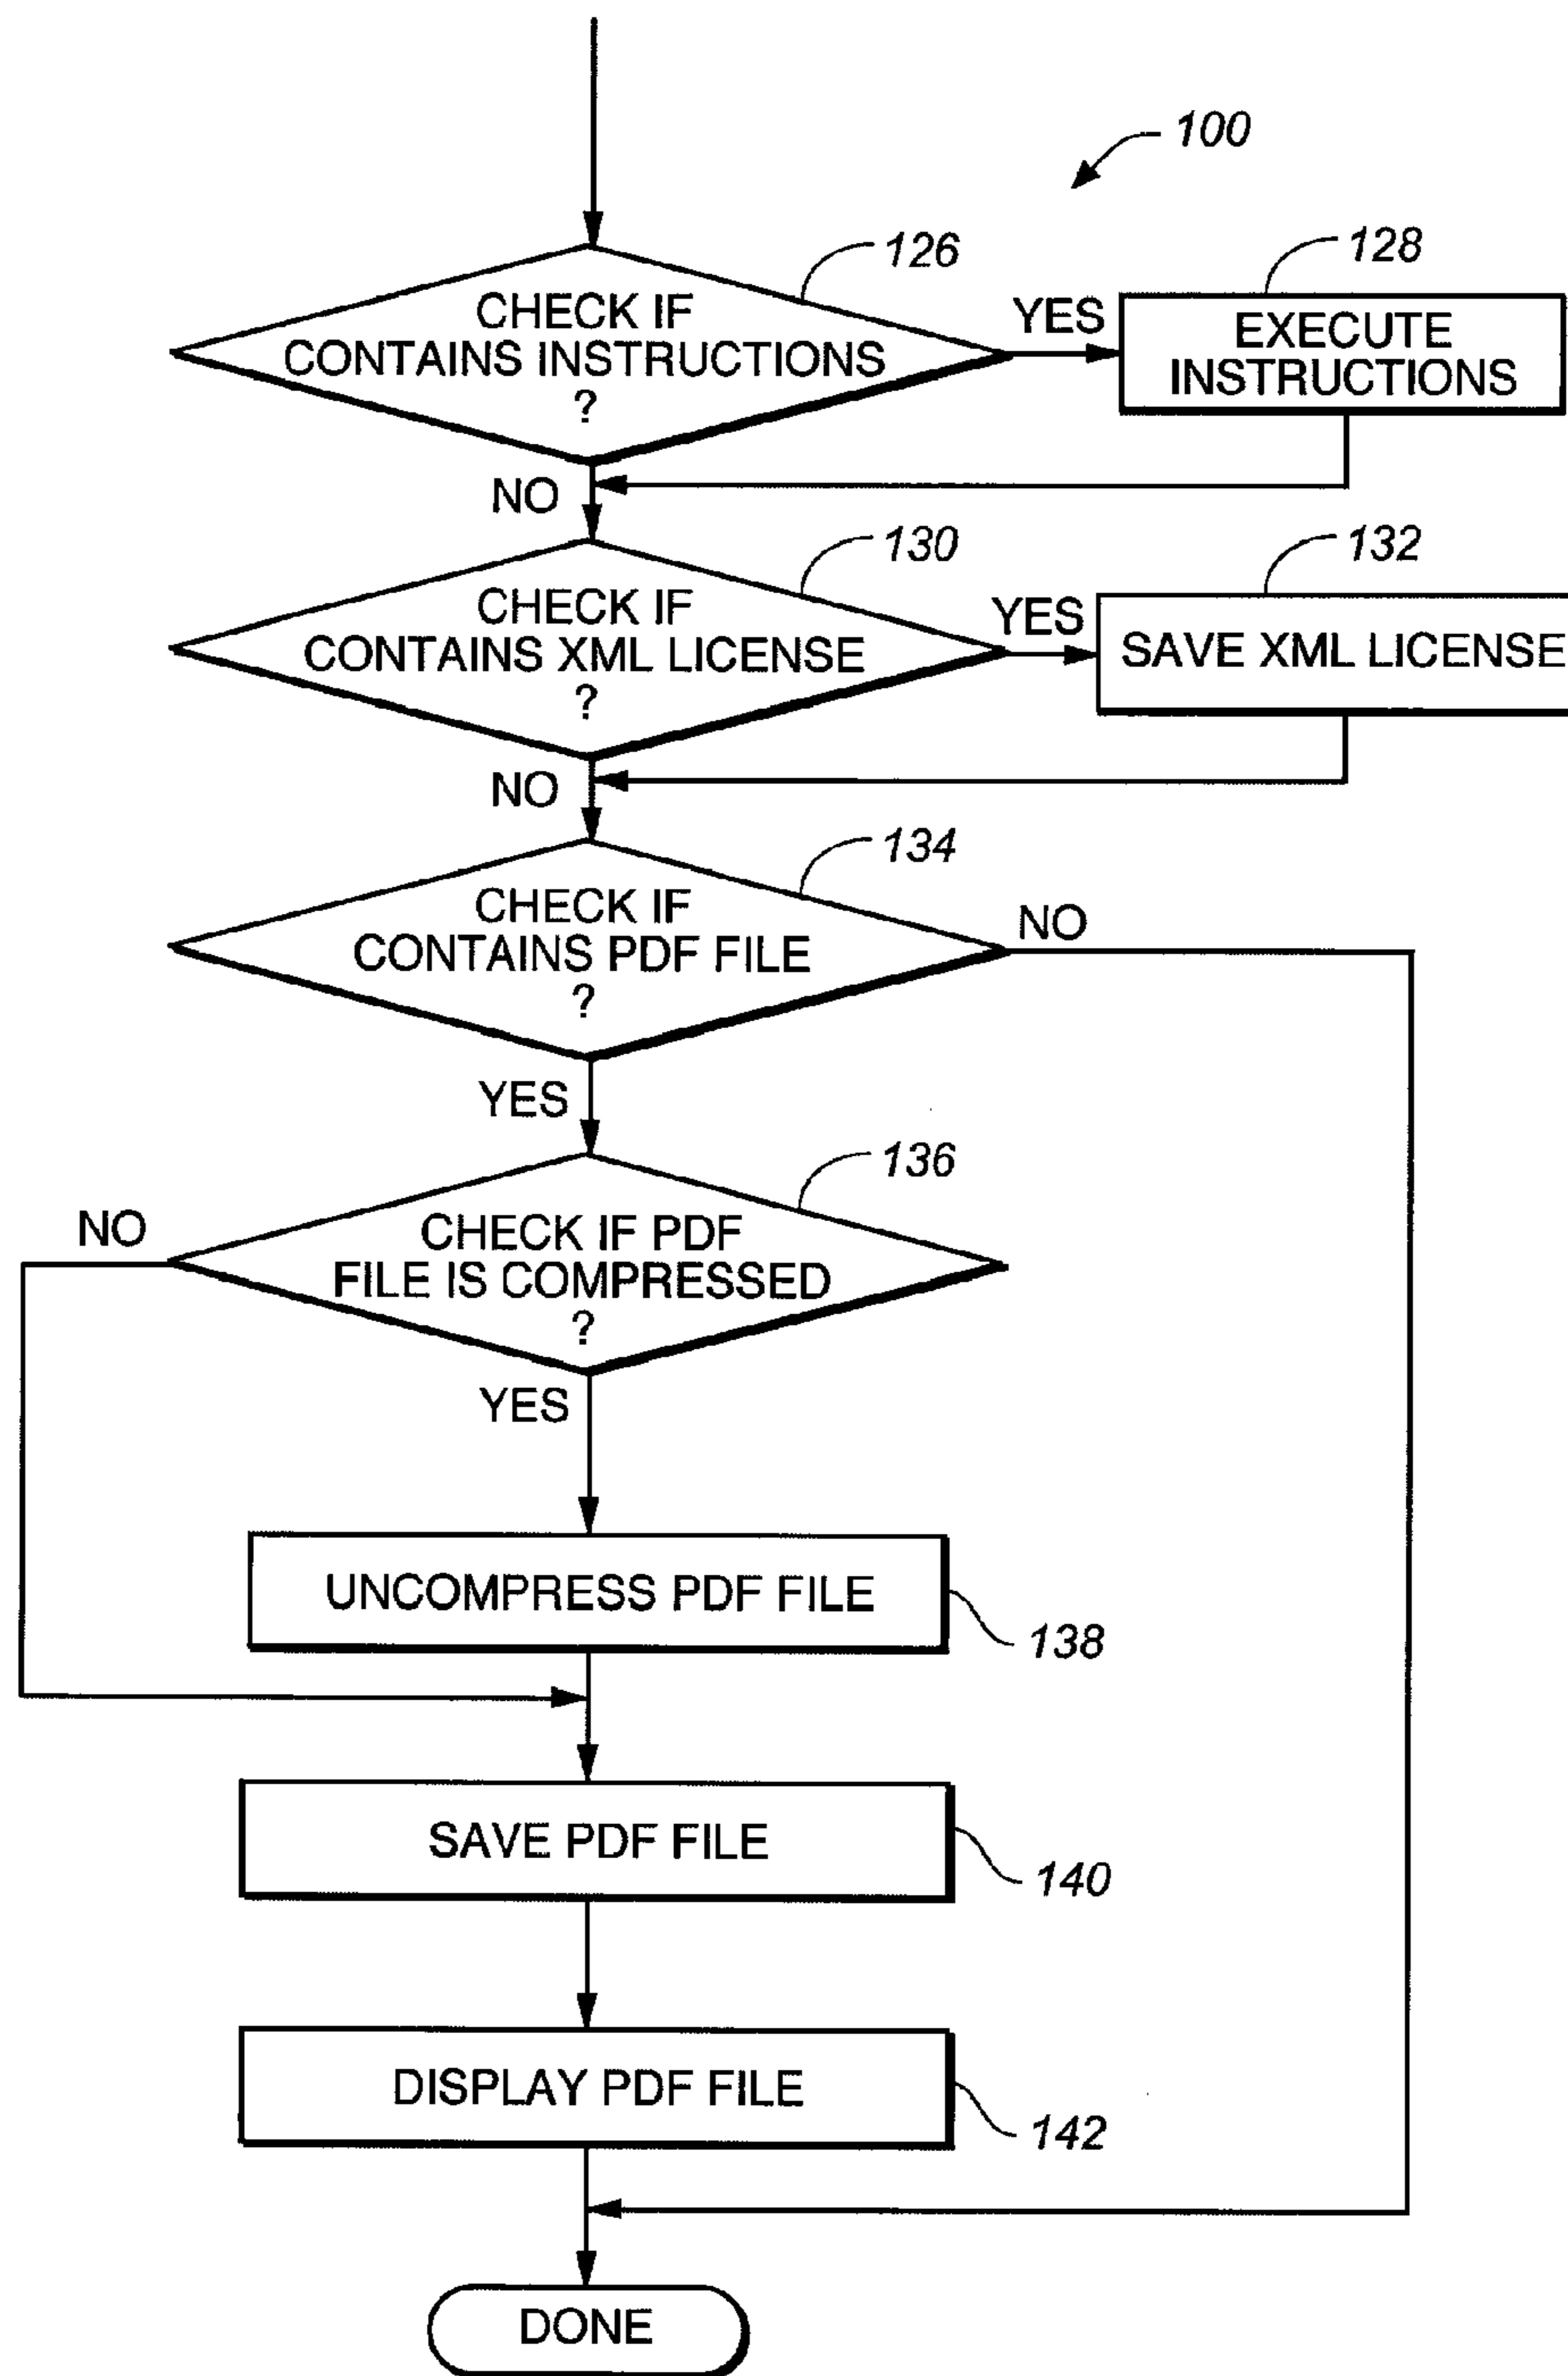 100
126
CHECK IF
CONTAINS INSTRUCTIONS
?
YES
128
EXECUTE
INSTRUCTIONS
NO
130
CHECK IF
CONTAINS XML LICENSE
?
YES
132
SAVE XML LICENSE
NO
134
CHECK IF
CONTAINS PDF FILE
?
NO
YES
136
CHECK IF PDF
FILE IS COMPRESSED
?
NO
YES
UNCOMPRESS PDF FILE
138
SAVE PDF FILE
140
DISPLAY PDF FILE
142
DONE